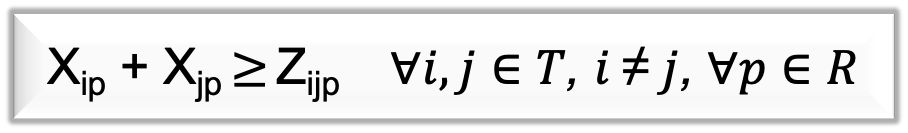 Xip + Xjp ≥ Zijp ∀i, j ∈ T, i ≠ j, ∀p ∈ R